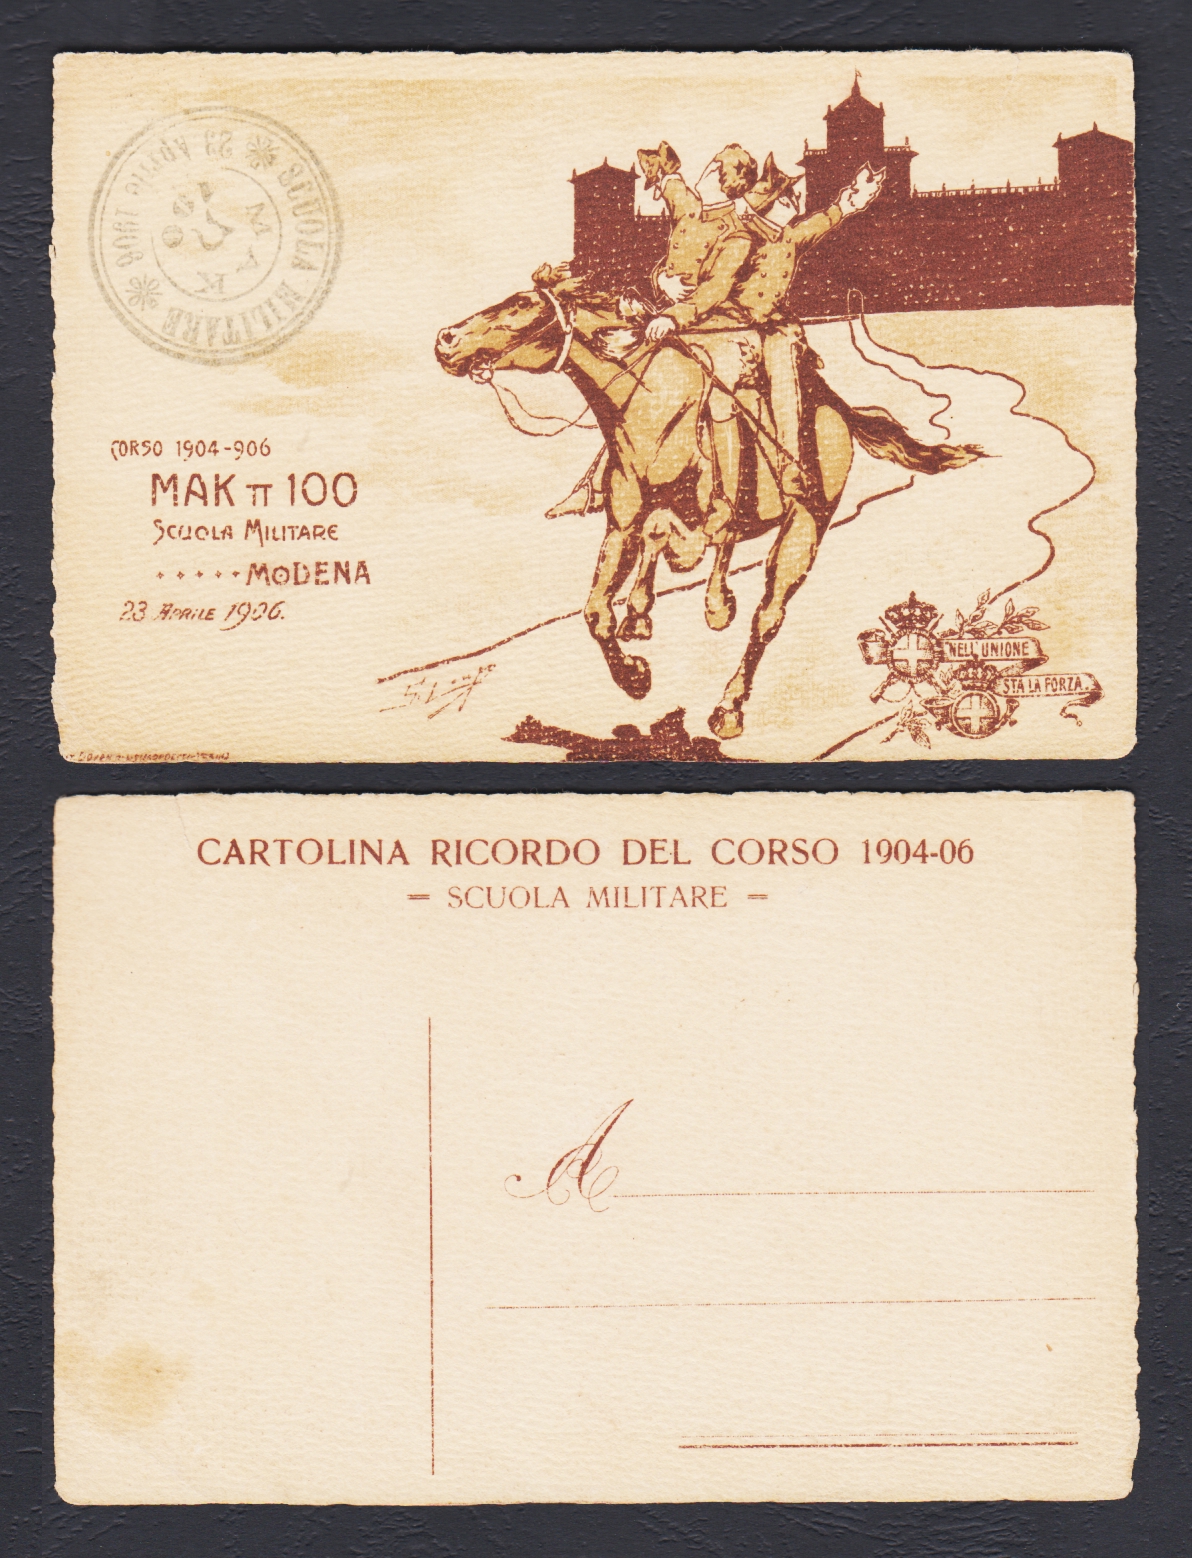 SCUOLA MILITARE
23 Aprile 1906
M A K
CORSO 1904-906
MAK π 100
SCUOLA MILITARE
MODENA
23 APRILE 1906.
NELL'UNIONE
STA LA FORZA
CARTOLINA RICORDO DEL CORSO 1904-06
= SCUOLA MILITARE =
A